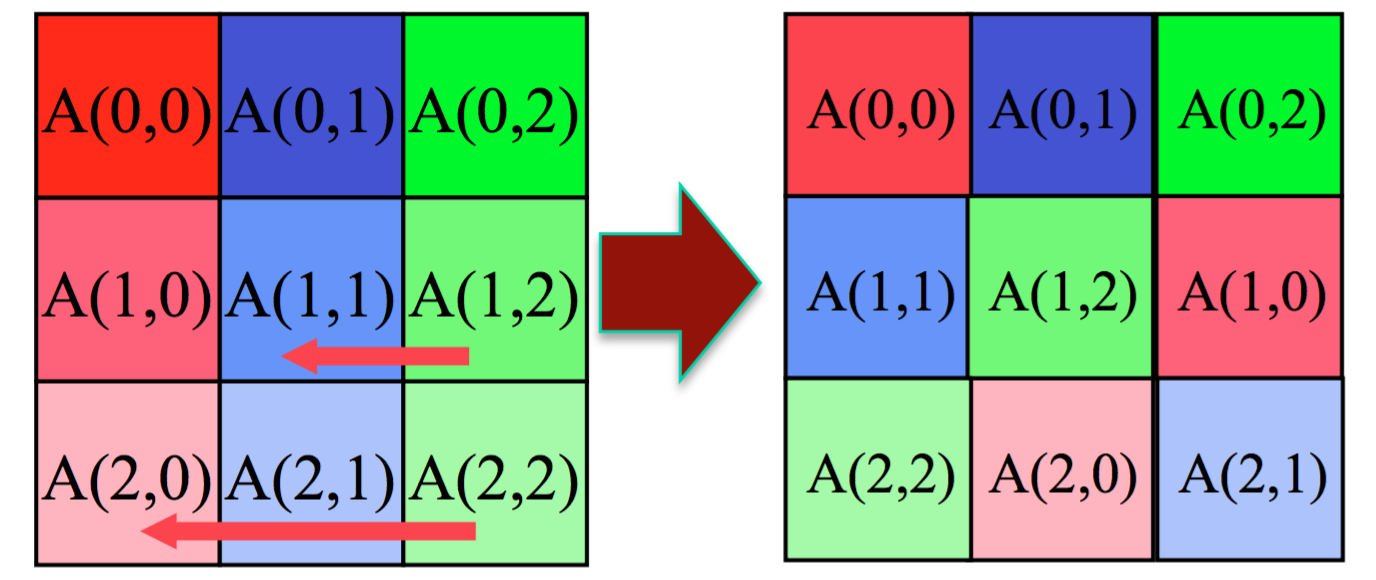 A(0,0) A(0,1) A(0,2) A(0,0) A(0,1) A(0,2)
A(1,0) A(1,1) A(1,2) A(1,1) A(1,2) A(1,0)
A(2,0) A(2,1) A(2,2) A(2,2) A(2,0) A(2,1)